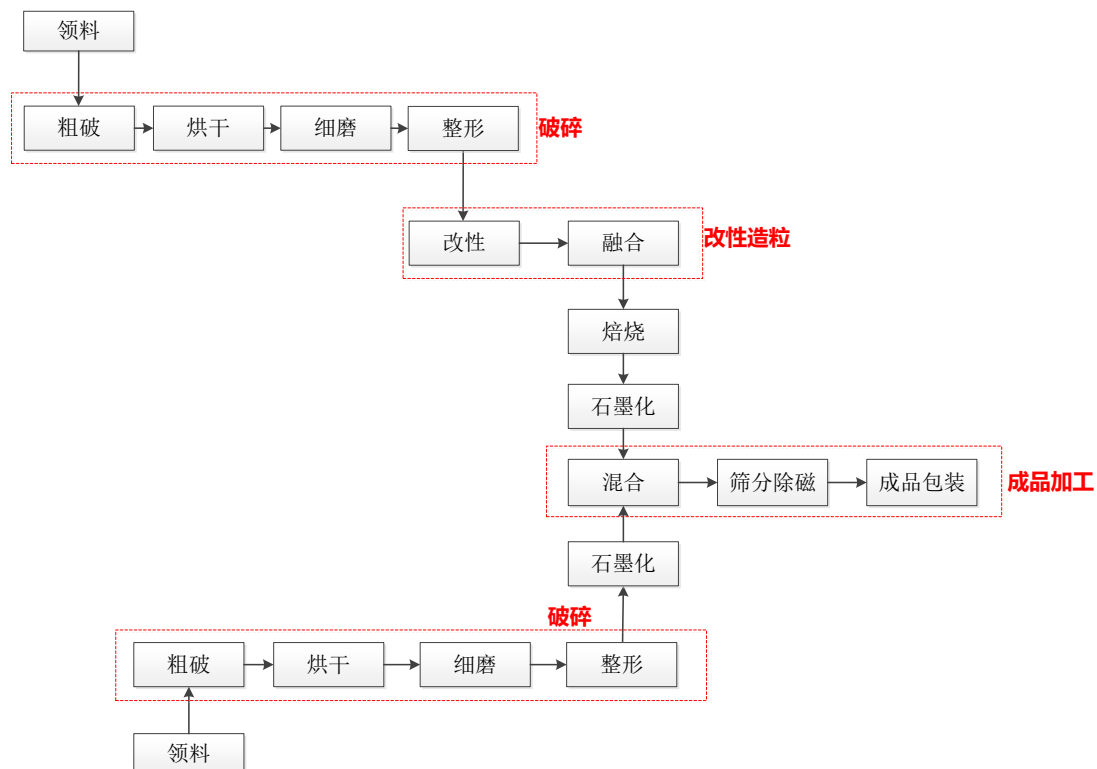 领料
粗破
烘干
细磨
整形
破碎
改性
融合
改性造粒
焙烧
石墨化
混合
筛分除磁
成品包装
成品加工
石墨化
破碎
粗破
烘干
细磨
整形
领料